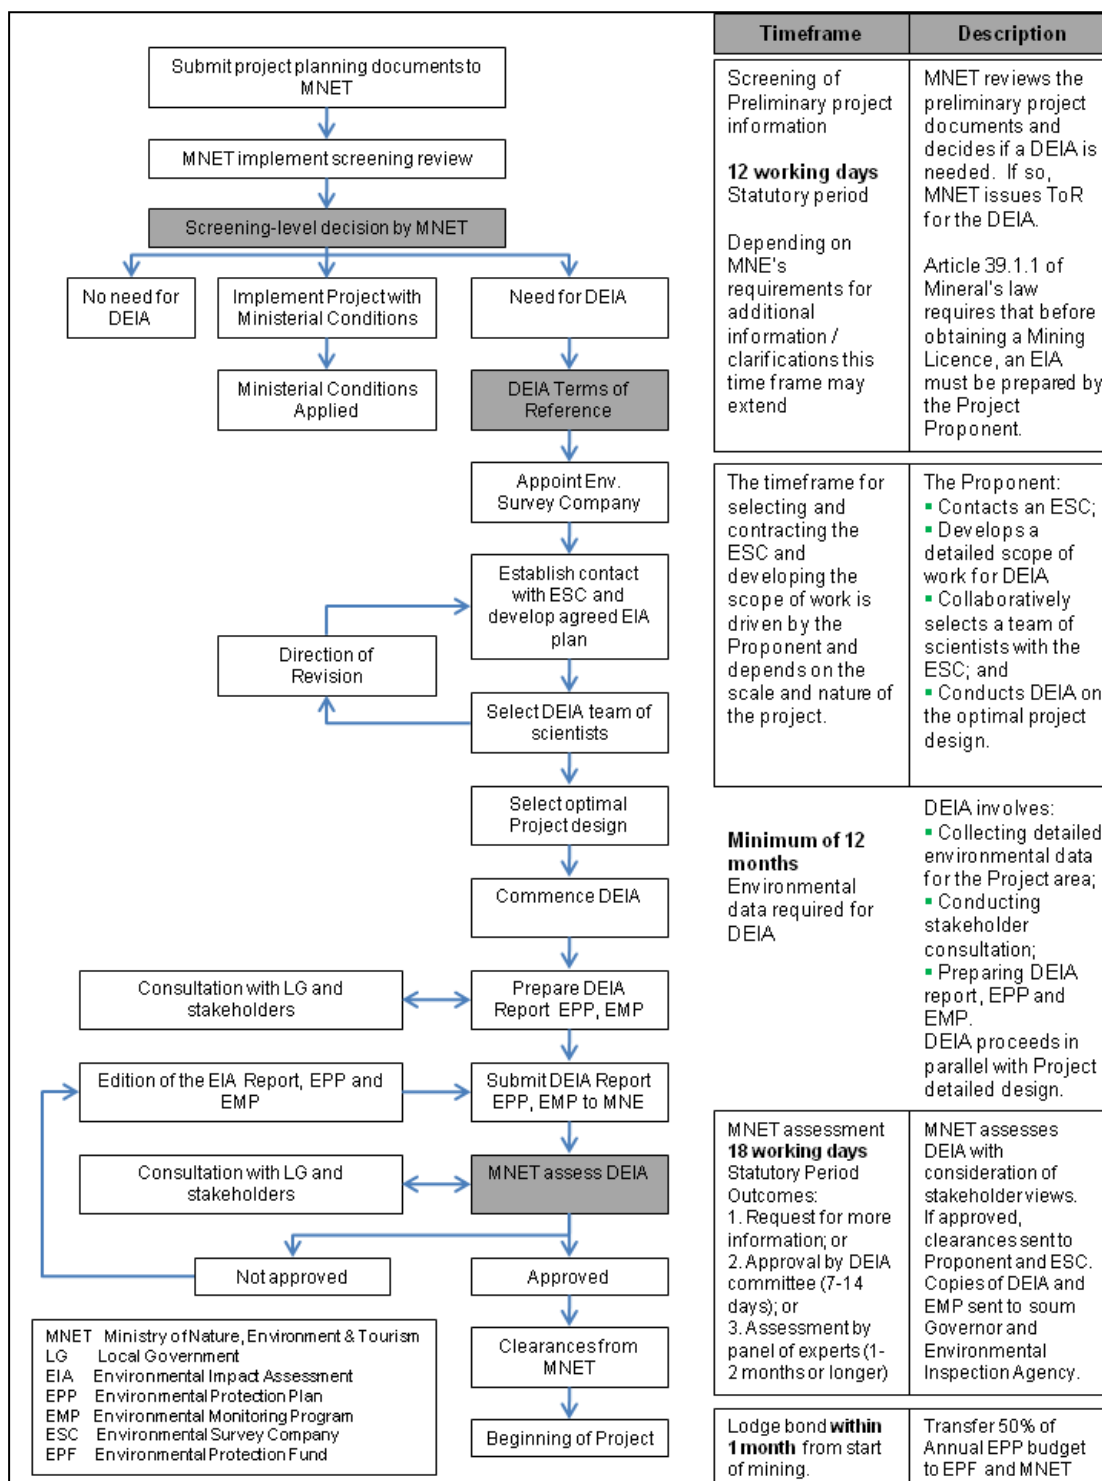 Submit project planning documents to
MNET
MNET implement screening review
Screening-level decision by MNET
No need for
DEIA
Implement Project with
Ministerial Conditions
Need for DEIA
Ministerial Conditions
Applied
DEIA Terms of
Reference
Appoint Env.
Survey Company
Establish contact
with ESC and
develop agreed EIA
plan
Direction of
Revision
Select DEIA team of
scientists
Select optimal
Project design
Commence DEIA
Consultation with LG and
stakeholders
Prepare DEIA
Report EPP, EMP
Edition of the EIA Report, EPP and
EMP
Submit DEIA Report
EPP, EMP to MNE
Consultation with LG and
stakeholders
MNET assess DEIA
Not approved
Approved
Clearances from
MNET
Beginning of Project
MNET Ministry of Nature, Environment & Tourism
LG Local Government
EIA Environmental Impact Assessment
EPP Environmental Protection Plan
EMP Environmental Monitoring Program
ESC Environmental Survey Company
EPF Environmental Protection Fund
Timeframe
Description
Screening of
Preliminary project
information
12 working days
Statutory period
Depending on
MNE's
requirements for
additional
information /
clarifications this
time frame may
extend
MNET reviews the
preliminary project
documents and
decides if a DEIA is
needed. If so,
MNET issues ToR
for the DEIA.
Article 39.1.1 of
Mineral's law
requires that before
obtaining a Mining
Licence, an EIA
must be prepared by
the Project
Proponent.
The timeframe for
selecting and
contracting the
ESC and
developing the
scope of work is
driven by the
Proponent and
depends on the
scale and nature of
the project.
The Proponent:
▪ Contacts an ESC;
▪ Develops a
detailed scope of
work for DEIA
▪ Collaboratively
selects a team of
scientists with the
ESC; and
▪ Conducts DEIA on
the optimal project
design.
Minimum of 12
months
Environmental
data required for
DEIA
DEIA involves:
▪ Collecting detailed
environmental data
for the Project area;
▪ Conducting
stakeholder
consultation;
▪ Preparing DEIA
report, EPP and
EMP.
DEIA proceeds in
parallel with Project
detailed design.
MNET assessment
18 working days
Statutory Period
Outcomes:
1. Request for more
information; or
2. Approval by DEIA
committee (7-14
days); or
3. Assessment by
panel of experts (1-
2 months or longer)
MNET assesses
DEIA with
consideration of
stakeholder views.
If approved,
clearances sent to
Proponent and ESC.
Copies of DEIA and
EMP sent to soum
Governor and
Environmental
Inspection Agency.
Lodge bond within
1 month from start
of mining.
Transfer 50% of
Annual EPP budget
to EPF and MNET